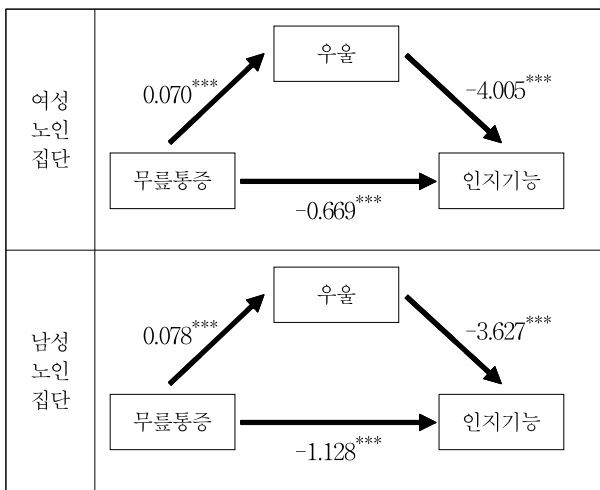 여성
노인
집단
우울
0.070***
-4.005***
무릎통증
인지기능
-0.669***
남성
노인
집단
우울
0.078***
-3.627***
무릎통증
인지기능
-1.128***